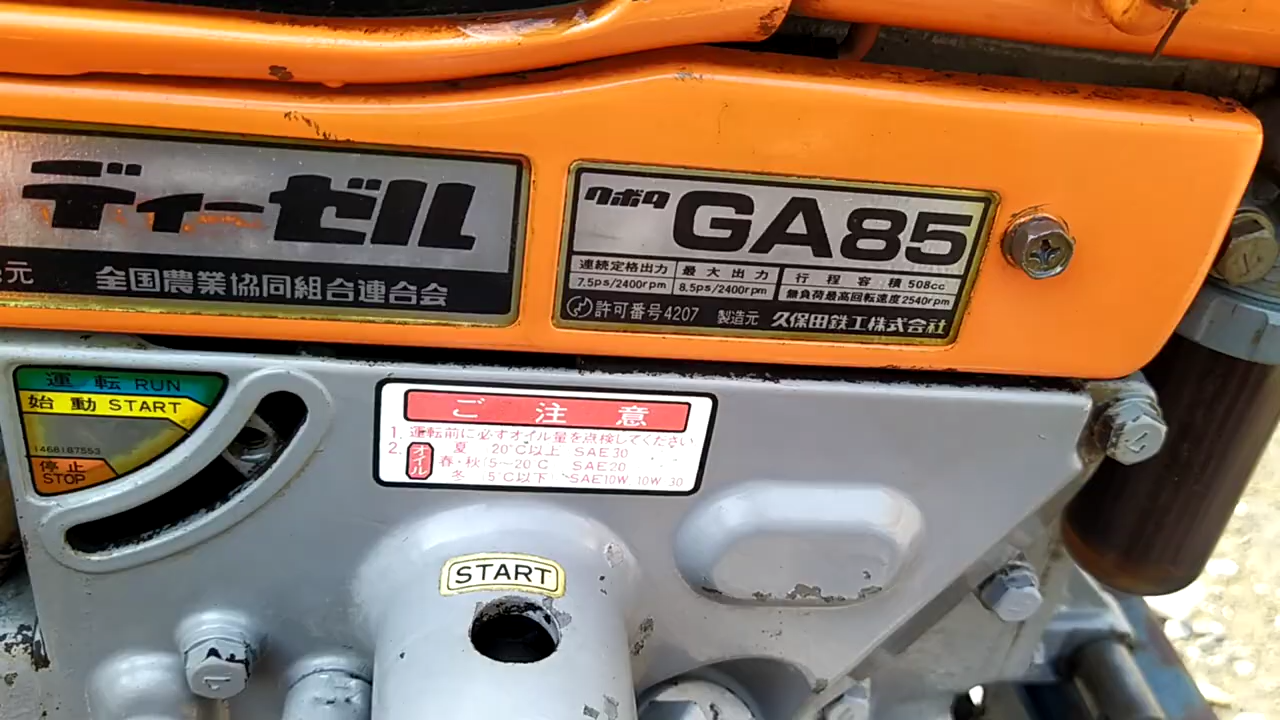 ディーゼル
元 全国農業協同組合連合会
クボタ GA85
連続定格出力 最大出力 行程容積 508cc
7.5ps/2400rpm 8.5ps/2400rpm 無負荷最高回転速度2540rpm
許可番号4207 製造元 久保田鉄工株式会社
運転 RUN
始動 START
1468187553
停止
STOP
ご注意
1. 運転前に必ずオイル量を点検してください
2. オイル 夏 20°C以上 SAE30
春・秋 5~20°C SAE20
冬 5°C以下 SAE10W 10W 30
START